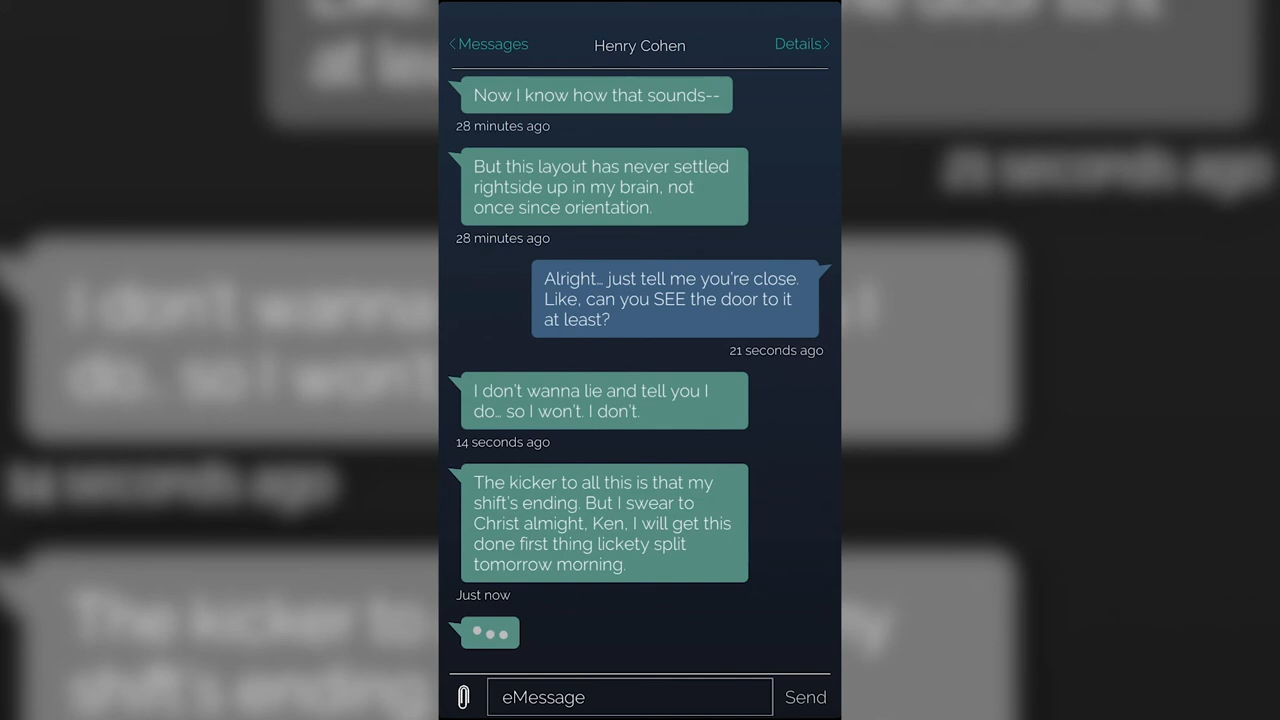 Messages
Henry Cohen
Details
Now I know how that sounds--
28 minutes ago
But this layout has never settled
rightside up in my brain, not
once since orientation.
28 minutes ago
Alright... just tell me you're close.
Like, can you SEE the door to it
at least?
21 seconds ago
I don't wanna lie and tell you I
do... so I won't. I don't.
14 seconds ago
The kicker to all this is that my
shift's ending. But I swear to
Christ almight, Ken, I will get this
done first thing lickety split
tomorrow morning.
Just now
eMessage
Send